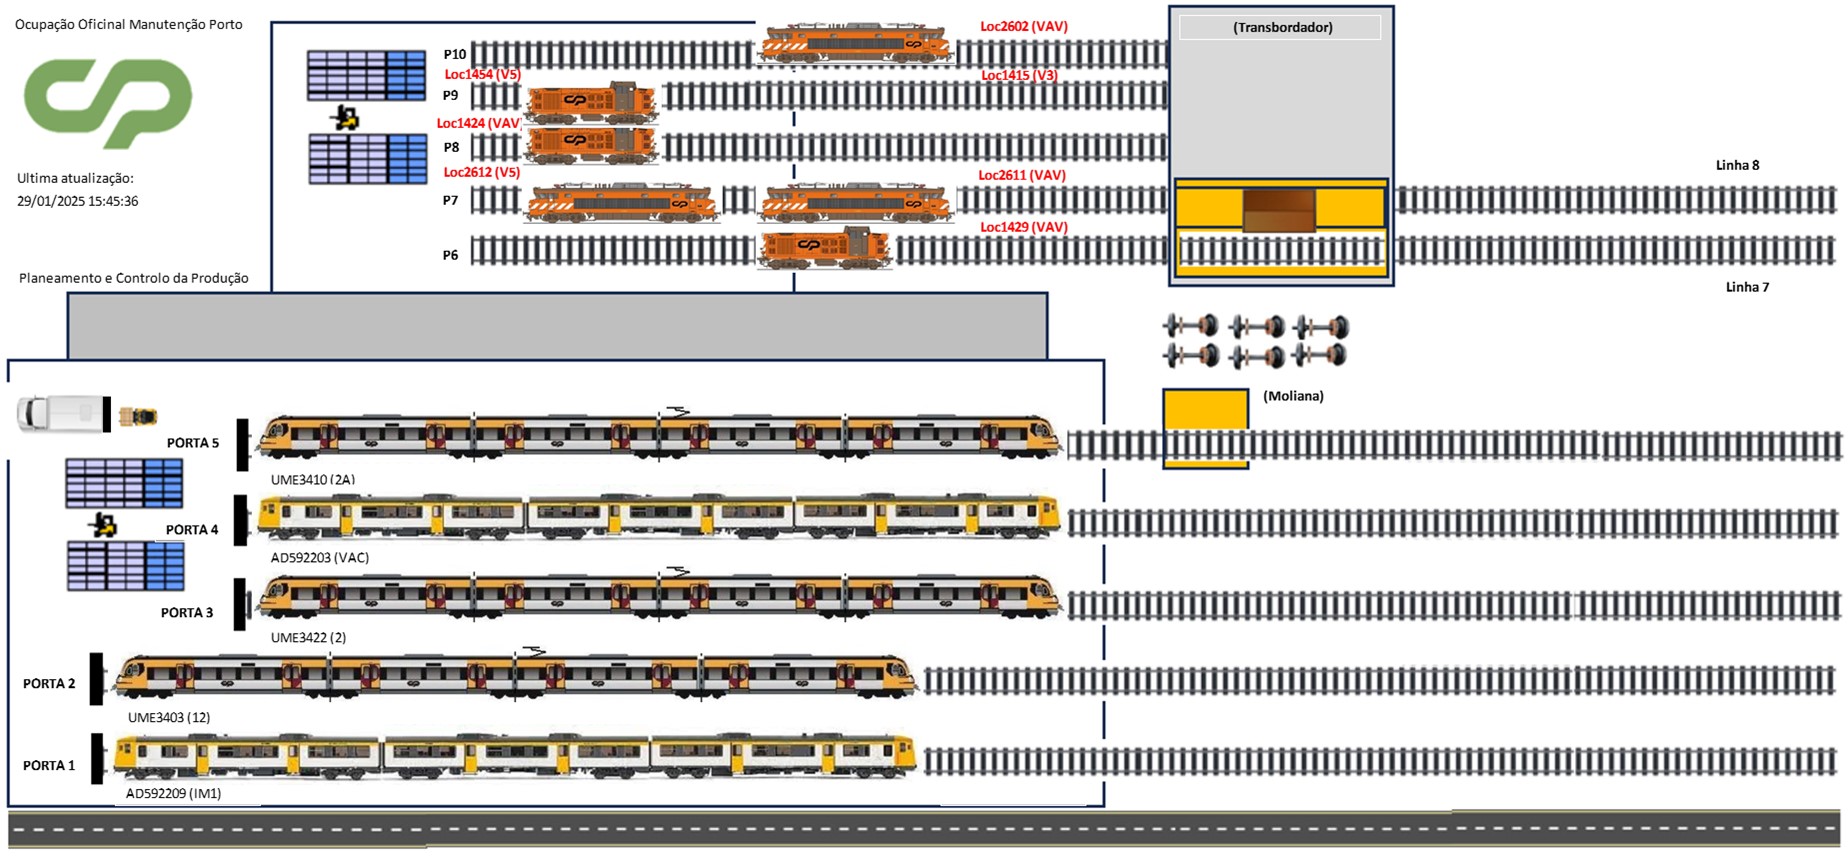 Ocupação Oficinal Manutenção Porto
CP
Ultima atualização:
29/01/2025 15:45:36
Planeamento e Controlo da Produção
P10
Loc2602 (VAV)
(Transbordador)
Loc1454 (V5)
Loc1415 (V3)
P9
Loc1424 (VAV)
P8
Loc2612 (V5)
Loc2611 (VAV)
P7
Linha 8
Loc1429 (VAV)
P6
Linha 7
(Moliana)
PORTA 5
UME3410 (2A)
PORTA 4
AD592203 (VAC)
PORTA 3
UME3422 (2)
PORTA 2
UME3403 (12)
PORTA 1
AD592209 (IM1)